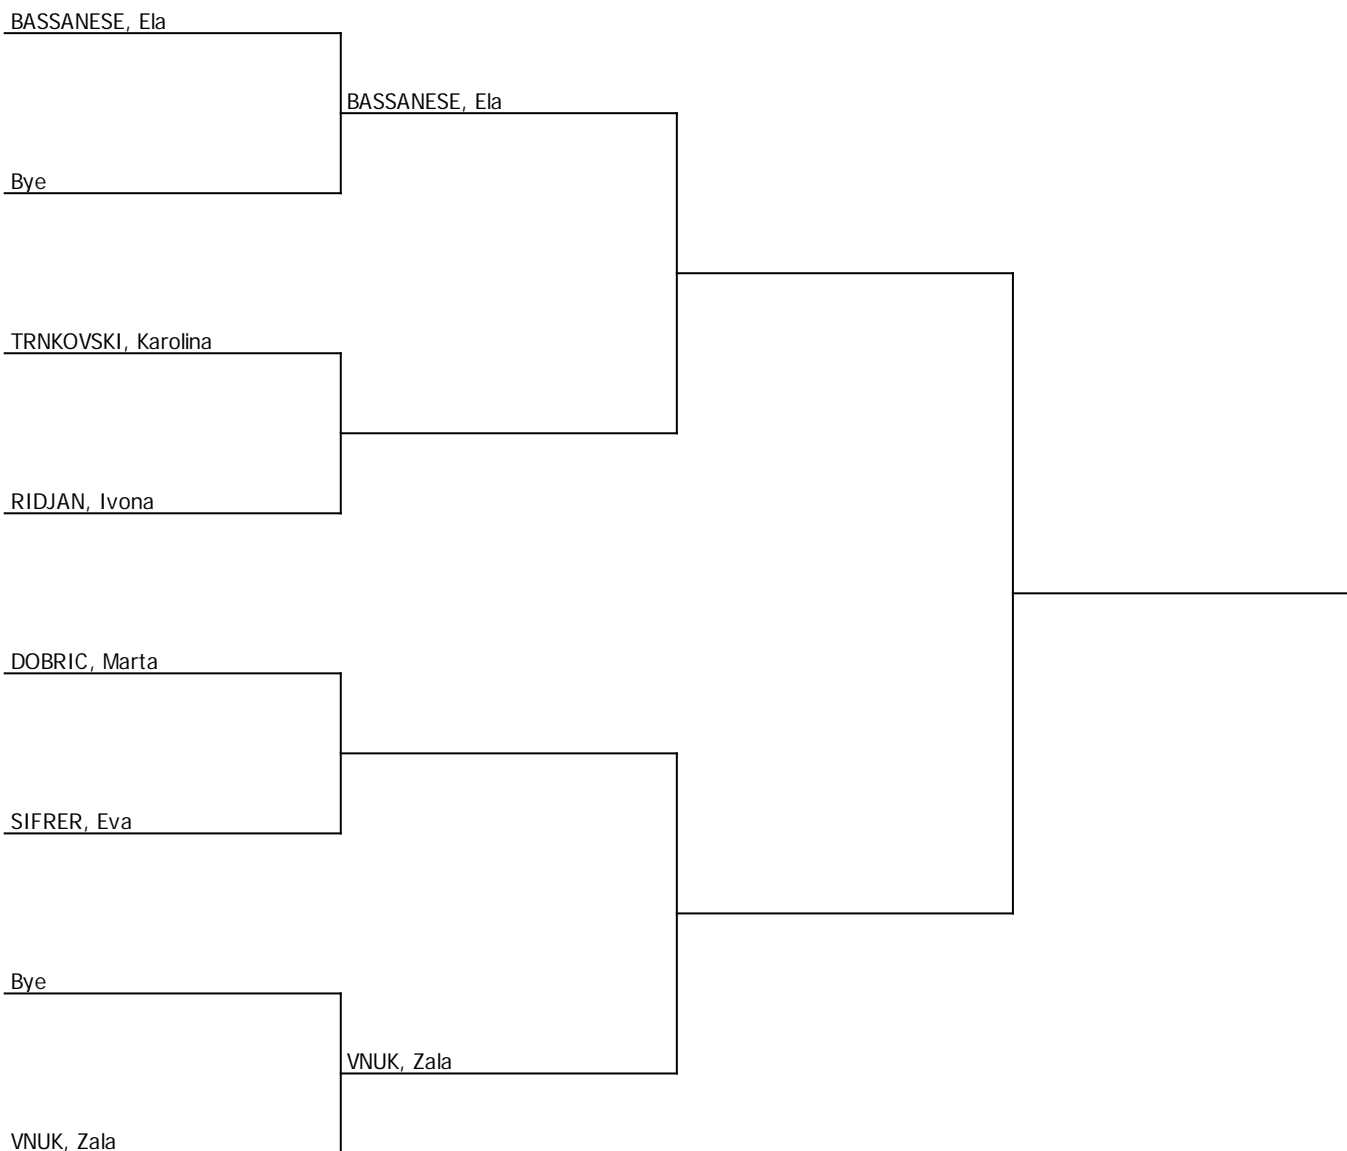 BASSANESE, Ela
BASSANESE, Ela
Bye
TRNKOVSKI, Karolina
RIDJAN, Ivona
DOBRIC, Marta
SIFRER, Eva
Bye
VNUK, Zala
VNUK, Zala